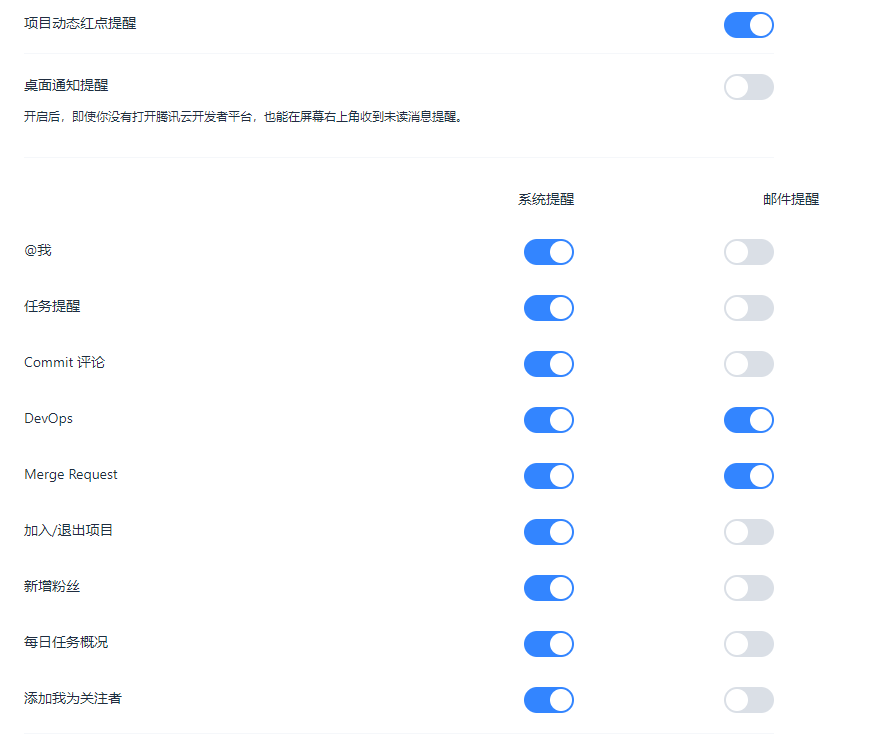 项目动态红点提醒
桌面通知提醒
开启后，即使你没有打开腾讯云开发者平台，也能在屏幕右上角收到未读消息提醒。
系统提醒 邮件提醒
@我
任务提醒
Commit 评论
DevOps
Merge Request
加入/退出项目
新增粉丝
每日任务概况
添加我为关注者